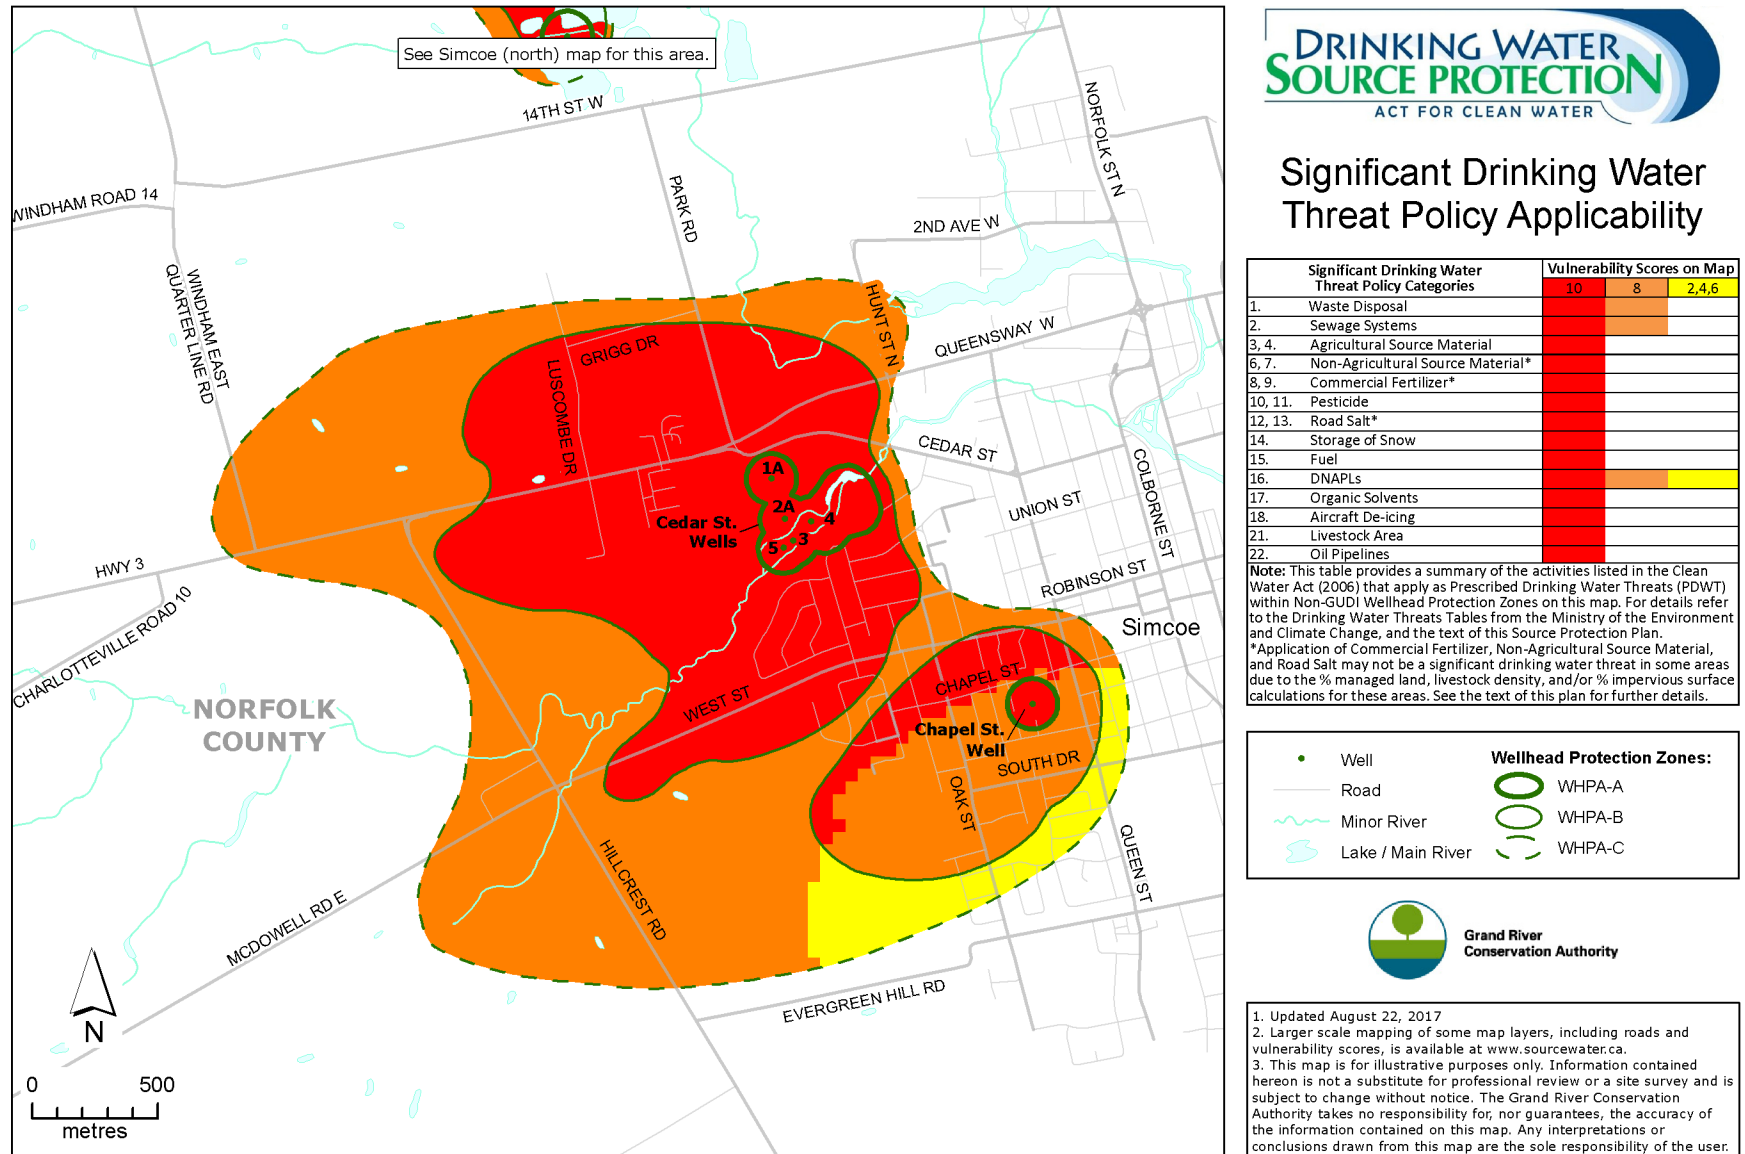 See Simcoe (north) map for this area.
14TH ST W
NORFOLK ST N
WINDHAM ROAD 14
PARK RD
2ND AVE W
WINDHAM EAST
QUARTER LINE RD
HUNT ST N
QUEENSWAY W
GRIGG DR
LUSCOMBE DR
CEDAR ST
COLBORNE ST
1A
2A
4
3
5
Cedar St.
Wells
UNION ST
HWY 3
ROBINSON ST
CHARLOTTEVILLE ROAD 10
Simcoe
CHAPEL ST
WEST ST
NORFOLK
COUNTY
Chapel St.
Well
SOUTH DR
OAK ST
QUEEN ST
HILLCREST RD
MCDOWELL RD E
EVERGREEN HILL RD
N
0 500
metres
DRINKING WATER
SOURCE PROTECTION
ACT FOR CLEAN WATER
Significant Drinking Water
Threat Policy Applicability
Significant Drinking Water
Threat Policy Categories
Vulnerability Scores on Map
10 8 2,4,6
1. Waste Disposal
2. Sewage Systems
3, 4. Agricultural Source Material
6, 7. Non-Agricultural Source Material*
8, 9. Commercial Fertilizer*
10, 11. Pesticide
12, 13. Road Salt*
14. Storage of Snow
15. Fuel
16. DNAPLs
17. Organic Solvents
18. Aircraft De-icing
21. Livestock Area
22. Oil Pipelines
Note: This table provides a summary of the activities listed in the Clean
Water Act (2006) that apply as Prescribed Drinking Water Threats (PDWT)
within Non-GUDI Wellhead Protection Zones on this map. For details refer
to the Drinking Water Threats Tables from the Ministry of the Environment
and Climate Change, and the text of this Source Protection Plan.
*Application of Commercial Fertilizer, Non-Agricultural Source Material,
and Road Salt may not be a significant drinking water threat in some areas
due to the % managed land, livestock density, and/or % impervious surface
calculations for these areas. See the text of this plan for further details.
Well
Road
Minor River
Lake / Main River
Wellhead Protection Zones:
WHPA-A
WHPA-B
WHPA-C
Grand River
Conservation Authority
1. Updated August 22, 2017
2. Larger scale mapping of some map layers, including roads and
vulnerability scores, is available at www.sourcewater.ca.
3. This map is for illustrative purposes only. Information contained
hereon is not a substitute for professional review or a site survey and is
subject to change without notice. The Grand River Conservation
Authority takes no responsibility for, nor guarantees, the accuracy of
the information contained on this map. Any interpretations or
conclusions drawn from this map are the sole responsibility of the user.